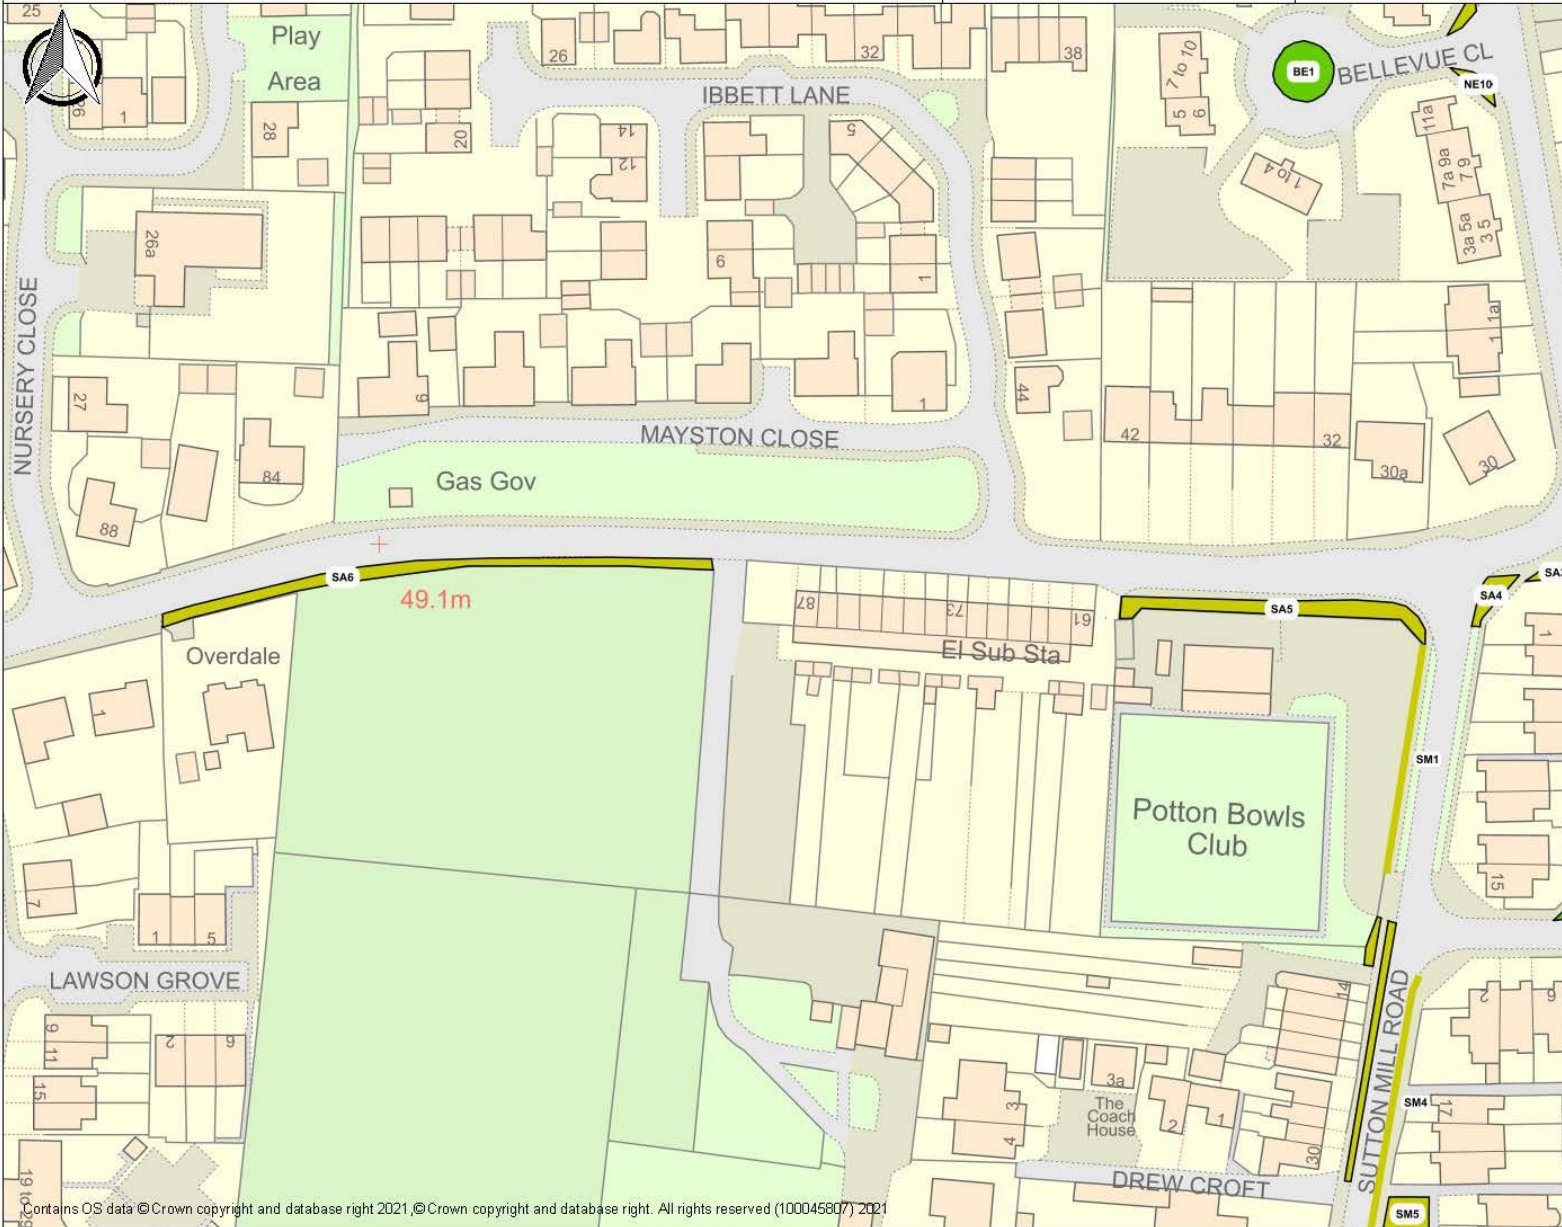 25
Play
Area
26
32
38
7 to 10
5
6
BE1
BELLEVUE CL
NE10
1
28
20
IBBETT LANE
14
12
5
11a
7a 9a
7 9
1 to 4
3a 5a
3 5
26a
6
1
NURSERY CLOSE
1 1a
27
9
1
44
42
32
30a
30
MAYSTON CLOSE
84
Gas Gov
88
SA6
49.1m
87
73
61
SA5
SA4
Overdale
El Sub Sta
1
1
SM1
Potton Bowls
Club
7
1
5
15
LAWSON GROVE
14
2
6
9
11
2
6
15
SUTTON MILL ROAD
3a
The
Coach
House
3
4
2
1
30
SM4
17
DREW CROFT
SM5
Contains OS data © Crown copyright and database right 2021,© Crown copyright and database right. All rights reserved (100045807) 2021